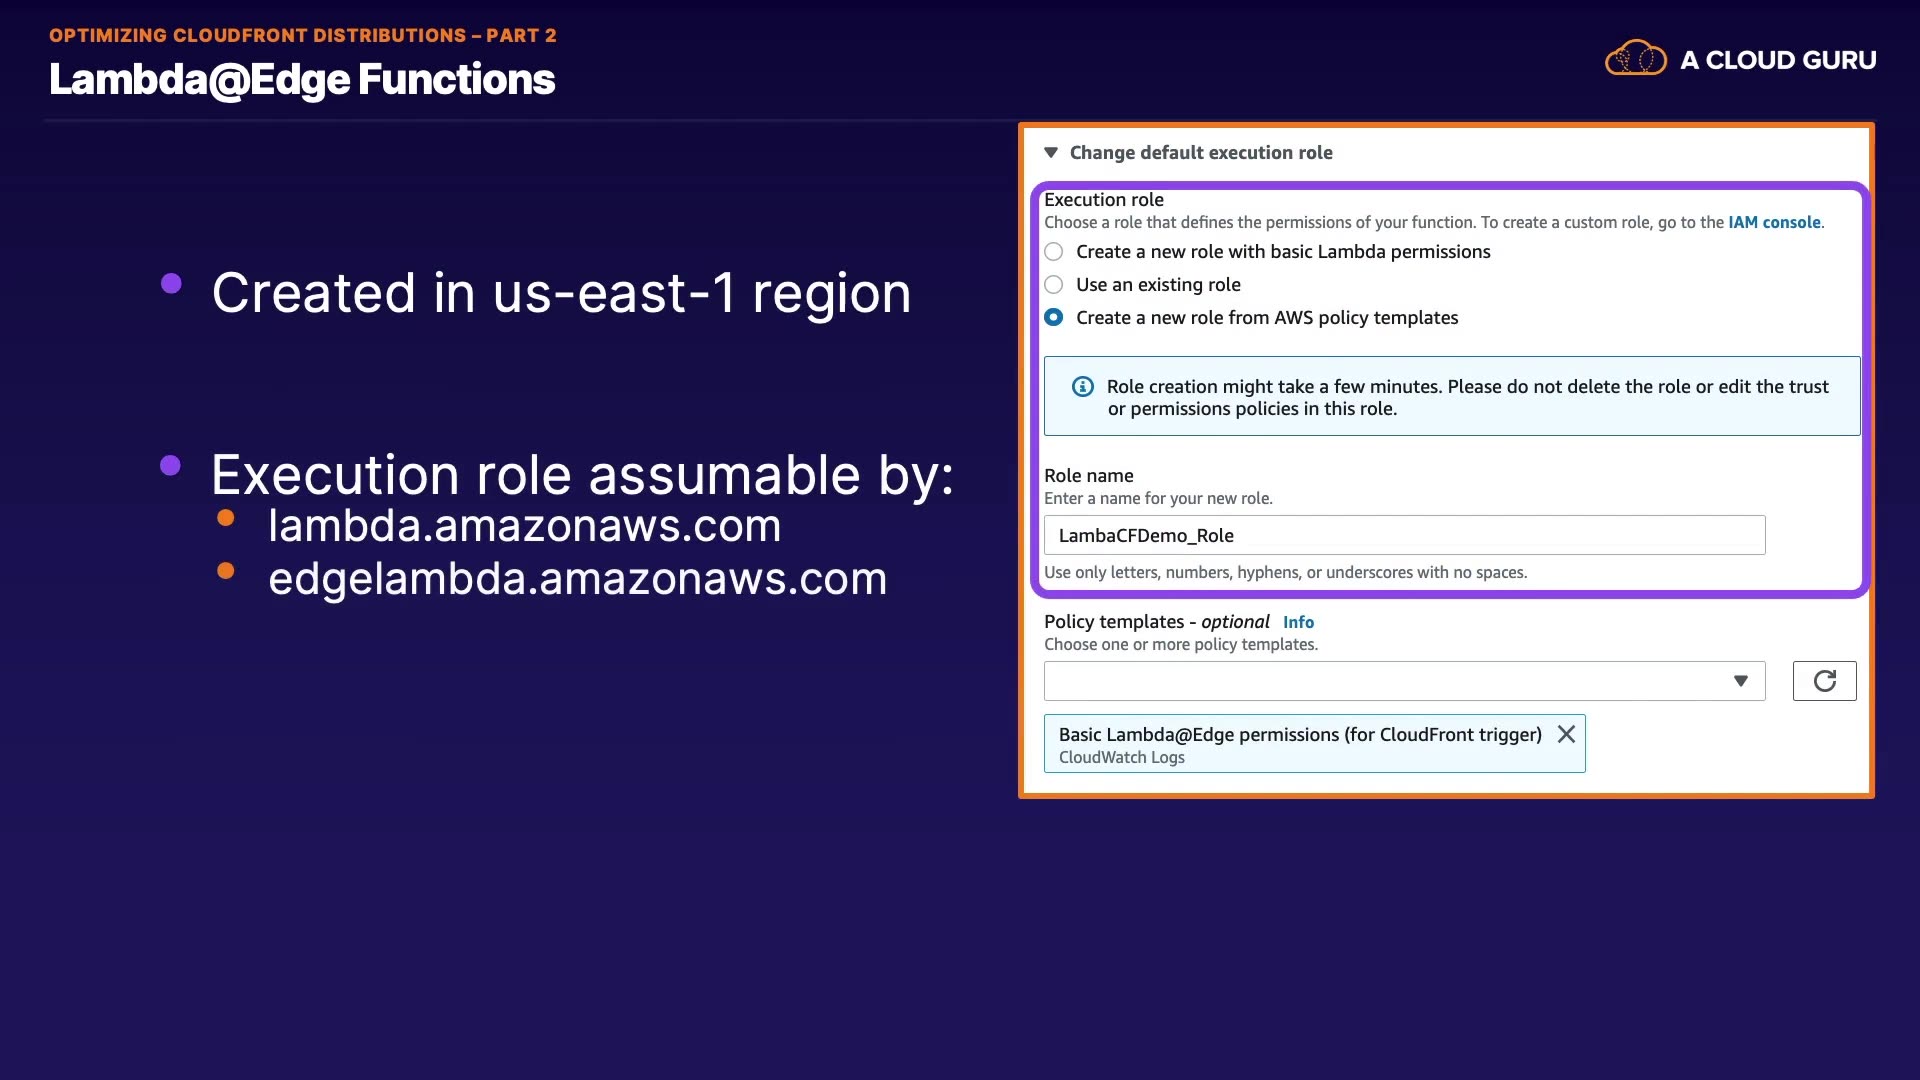 OPTIMIZING CLOUDFRONT DISTRIBUTIONS – PART 2
Lambda@Edge Functions
A CLOUD GURU
Created in us-east-1 region
Execution role assumable by:
lambda.amazonaws.com
edgelambda.amazonaws.com
Change default execution role
Execution role
Choose a role that defines the permissions of your function. To create a custom role, go to the IAM console.
Create a new role with basic Lambda permissions
Use an existing role
Create a new role from AWS policy templates
Role creation might take a few minutes. Please do not delete the role or edit the trust
or permissions policies in this role.
Role name
Enter a name for your new role.
LambaCFDemo_Role
Use only letters, numbers, hyphens, or underscores with no spaces.
Policy templates - optional Info
Choose one or more policy templates.
Basic Lambda@Edge permissions (for CloudFront trigger)
CloudWatch Logs